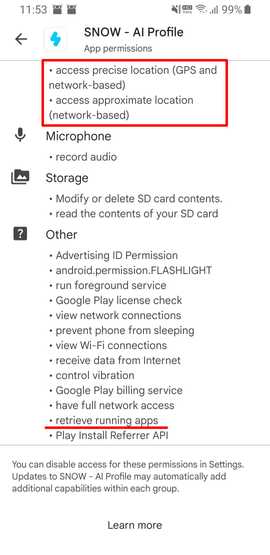 11:53 99%
SNOW - AI Profile
App permissions
• access precise location (GPS and
network-based)
• access approximate location
(network-based)
Microphone
• record audio
Storage
• Modify or delete SD card contents.
• read the contents of your SD card
Other
• Advertising ID Permission
• android.permission.FLASHLIGHT
• run foreground service
• Google Play license check
• view network connections
• prevent phone from sleeping
• view Wi-Fi connections
• receive data from Internet
• control vibration
• Google Play billing service
• have full network access
• retrieve running apps
• Play Install Referrer API
You can disable access for these permissions in Settings.
Updates to SNOW - AI Profile may automatically add
additional capabilities within each group.
Learn more